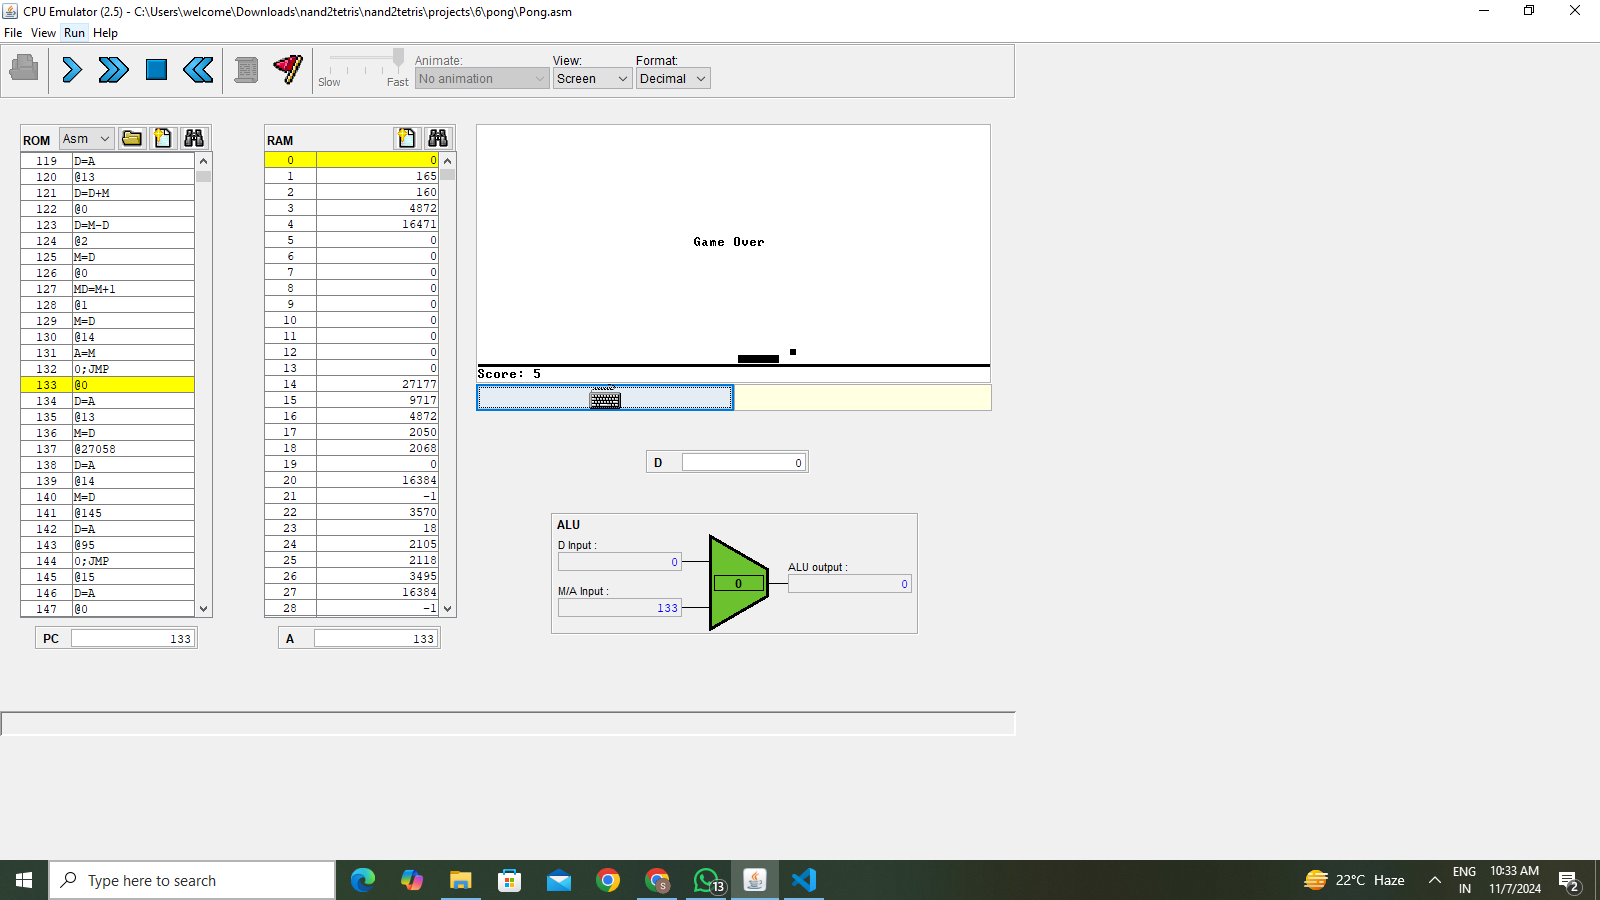 CPU Emulator (2.5) - C:\Users\welcome\Downloads\nand2tetris\nand2tetris\projects\6\pong\Pong.asm
File View Run Help
Animate: View: Format:
Slow Fast No animation Screen Decimal
ROM Asm
119 D=A
120 @13
121 D=D+M
122 @0
123 D=M-D
124 @2
125 M=D
126 @0
127 MD=M+1
128 @1
129 M=D
130 @14
131 A=M
132 0;JMP
133 @0
134 D=A
135 @13
136 M=D
137 @27058
138 D=A
139 @14
140 M=D
141 @145
142 D=A
143 @95
144 0;JMP
145 @15
146 D=A
147 @0
PC 133
RAM
0 0
1 165
2 160
3 4872
4 16471
5 0
6 0
7 0
8 0
9 0
10 0
11 0
12 0
13 0
14 27177
15 9717
16 4872
17 2050
18 2068
19 0
20 16384
21 -1
22 3570
23 18
24 2105
25 2118
26 3495
27 16384
28 -1
A 133
Game Over
Score: 5
D 0
ALU
D Input :
0
M/A Input :
133
0
ALU output :
0
Type here to search
S
13
22°C Haze
ENG
IN
10:33 AM
11/7/2024
2